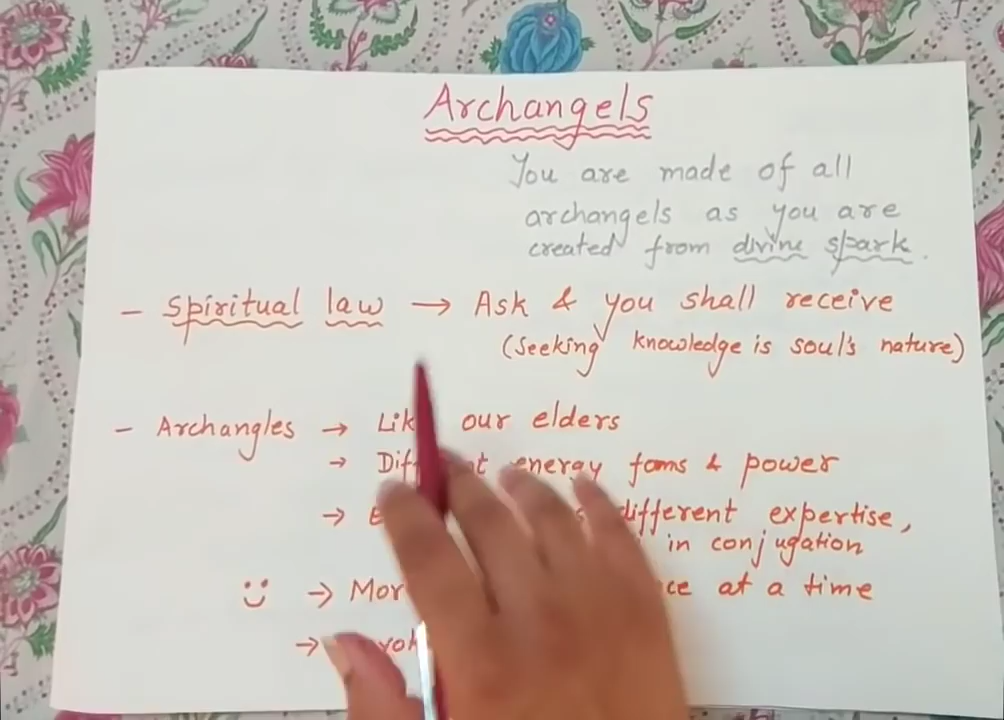 Archangels
You are made of all
archangels as you are
created from divine spark.
- Spiritual law → Ask & you shall receive
(Seeking knowledge is soul's nature)
- Archangles → our elders
→ energy foms & power
→ different expertise,
in conjugation
→ at a time
→